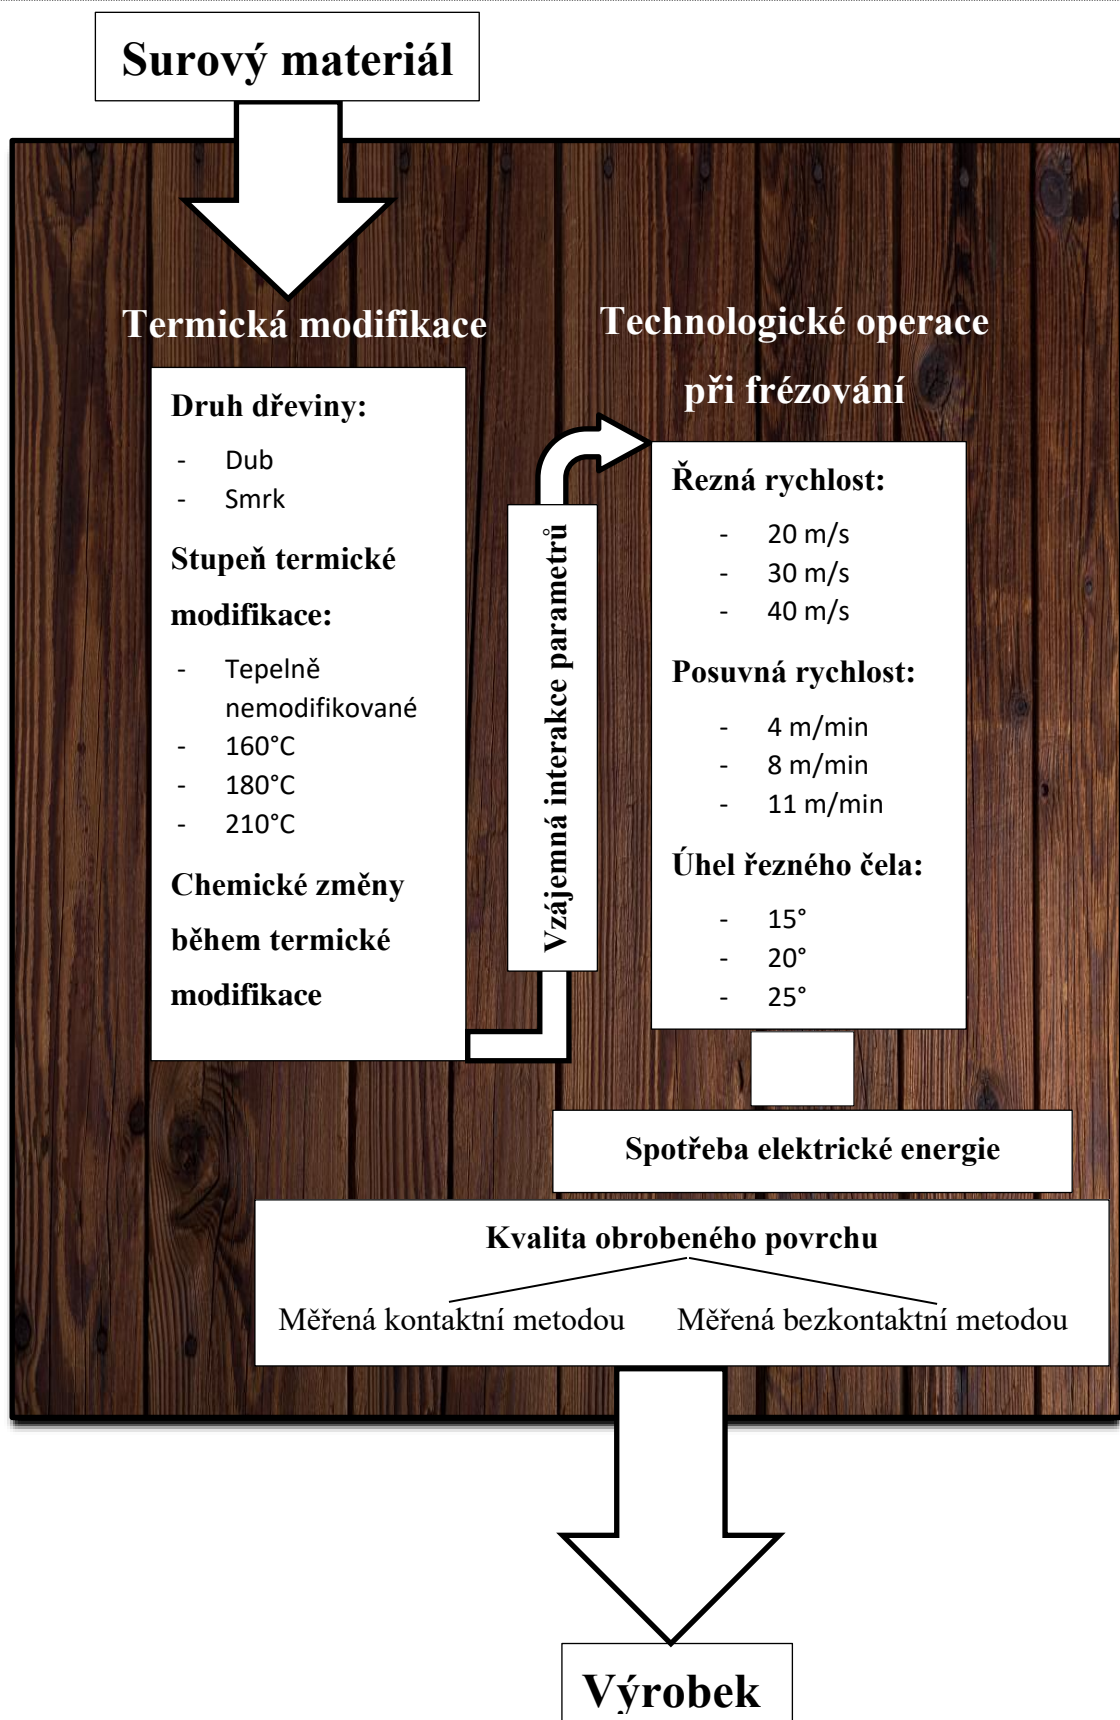 Surový materiál
Termická modifikace
Druh dřeviny:
- Dub
- Smrk
Stupeň termické
modifikace:
- Tepelně
nemodifikované
- 160°C
- 180°C
- 210°C
Chemické změny
během termické
modifikace
Vzájemná interakce parametrů
Technologické operace
při frézování
Řezná rychlost:
- 20 m/s
- 30 m/s
- 40 m/s
Posuvná rychlost:
- 4 m/min
- 8 m/min
- 11 m/min
Úhel řezného čela:
- 15°
- 20°
- 25°
Spotřeba elektrické energie
Kvalita obrobeného povrchu
Měřená kontaktní metodou
Měřená bezkontaktní metodou
Výrobek